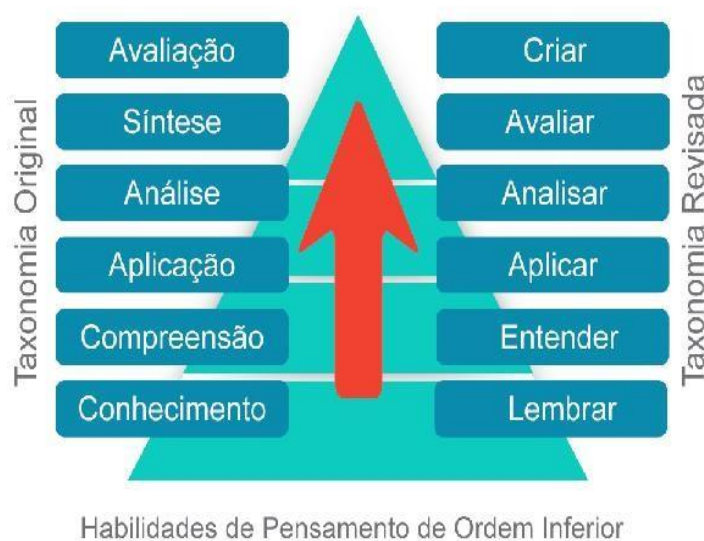 Taxonomia Original
Avaliação
Síntese
Análise
Aplicação
Compreensão
Conhecimento
Criar
Avaliar
Analisar
Aplicar
Entender
Lembrar
Taxonomia Revisada
Habilidades de Pensamento de Ordem Inferior